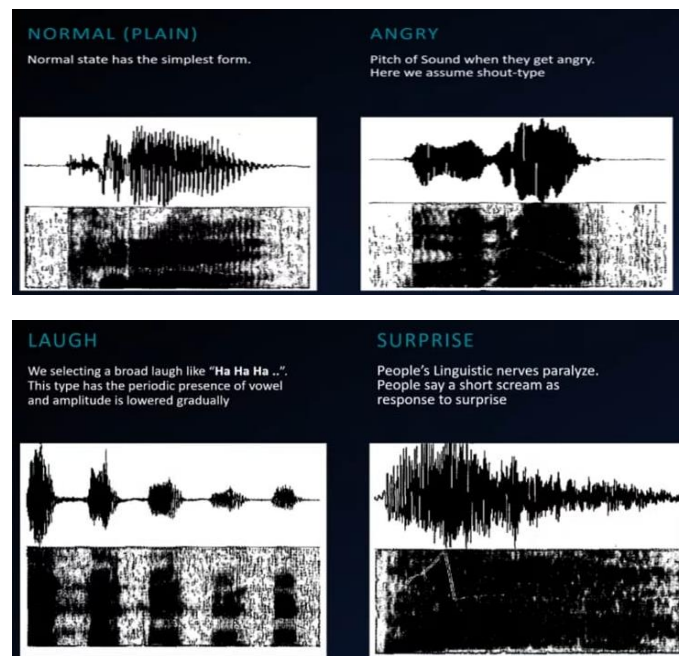 NORMAL (PLAIN)
Normal state has the simplest form.
ANGRY
Pitch of Sound when they get angry.
Here we assume shout-type
LAUGH
We selecting a broad laugh like “Ha Ha Ha ..”.
This type has the periodic presence of vowel
and amplitude is lowered gradually
SURPRISE
People’s Linguistic nerves paralyze.
People say a short scream as
response to surprise